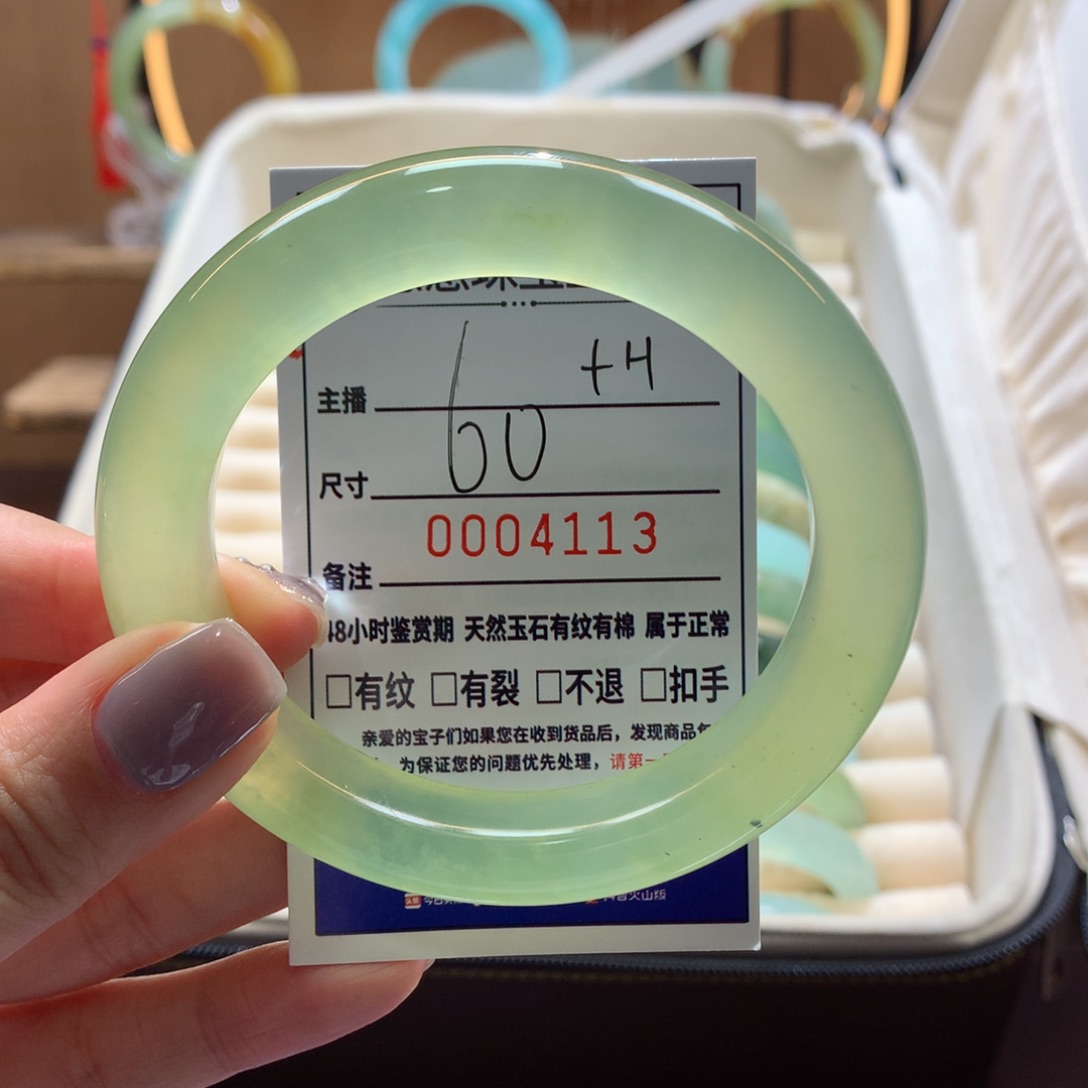 +H
主播
60
尺寸
0004113
备注
48小时鉴赏期 天然玉石有纹有棉 属于正常
□有纹 □有裂 □不退 □扣手
亲爱的宝子们如果您在收到货品后，发现商品
为保证您的问题优先处理，请第一